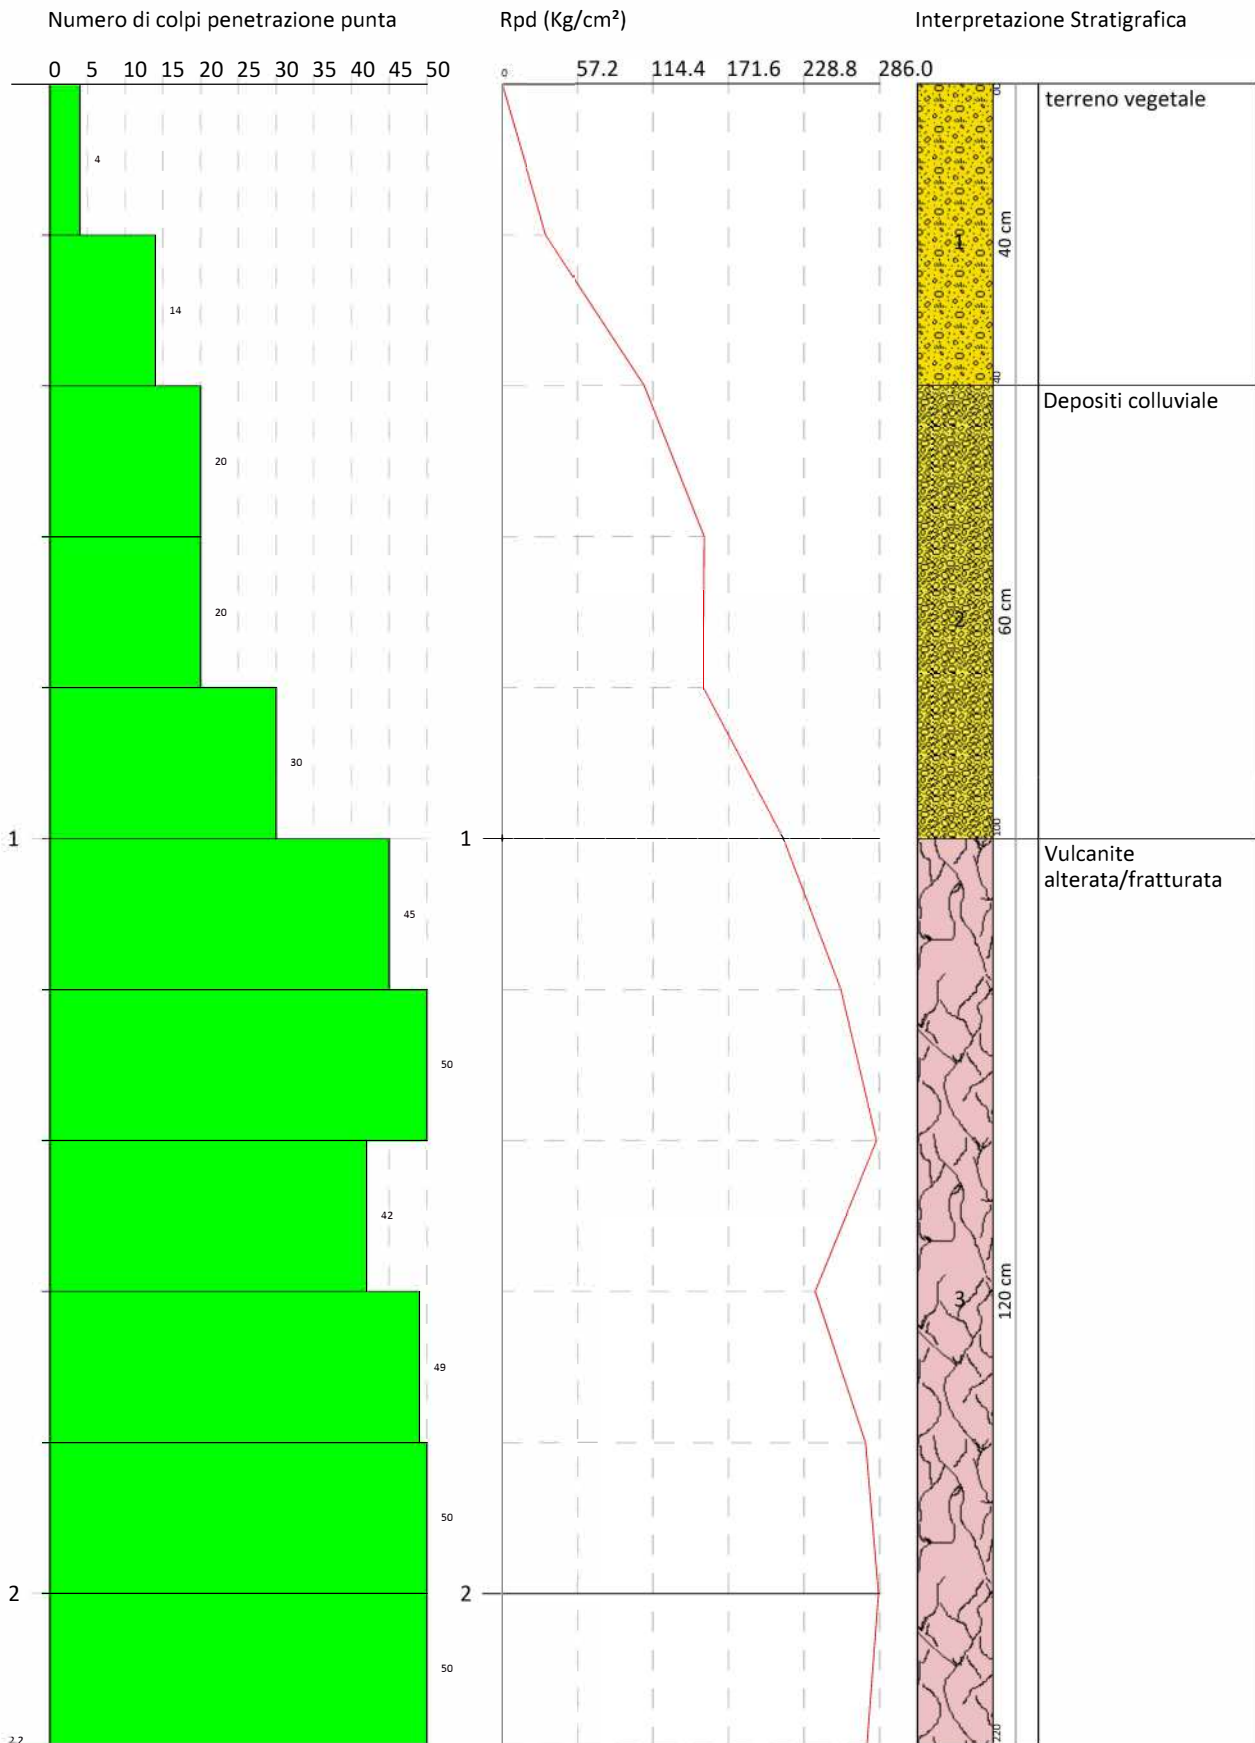 Numero di colpi penetrazione punta
Rpd (Kg/cm²)
Interpretazione Stratigrafica
0 5 10 15 20 25 30 35 40 45 50
0 57.2 114.4 171.6 228.8 286.0
4
14
20
20
30
45
50
42
49
50
50
1
2
1
2
terreno vegetale
1
40 cm
40
Depositi colluviale
2
60 cm
100
Vulcanite
alterata/fratturata
3
120 cm
220